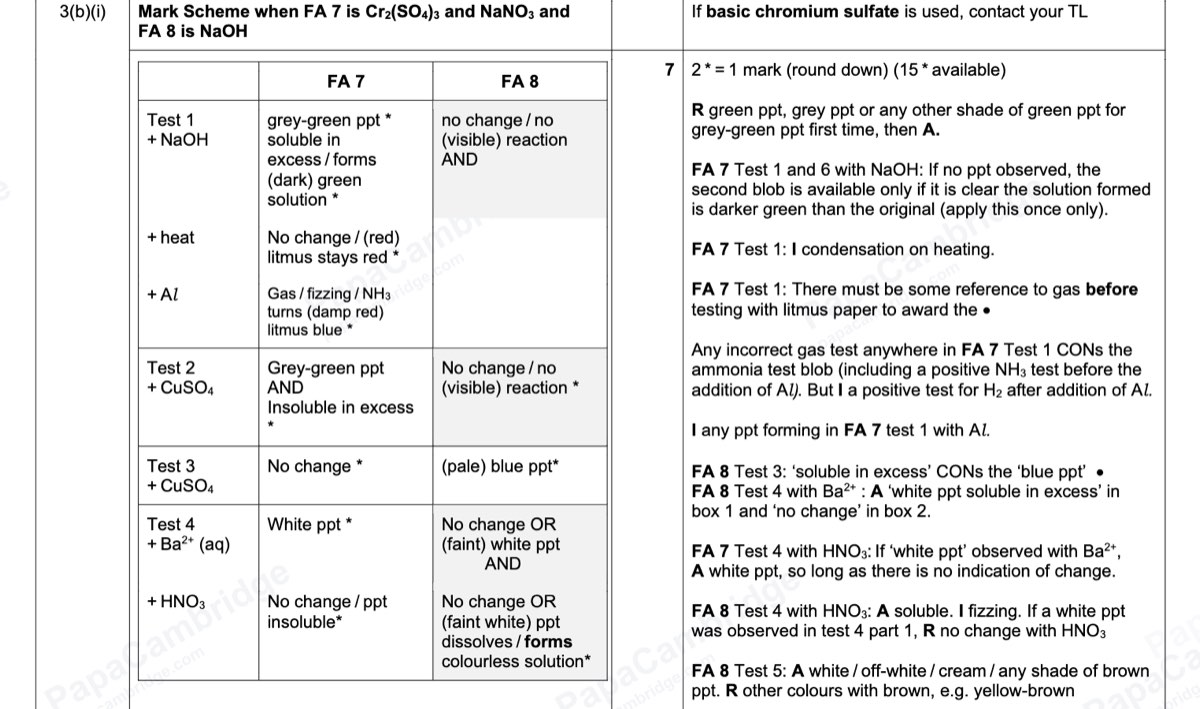 3(b)(i)
Mark Scheme when FA 7 is Cr₂(SO₄)₃ and NaNO₃ and
FA 8 is NaOH
If basic chromium sulfate is used, contact your TL
FA 7
FA 8
Test 1
+ NaOH
grey-green ppt *
soluble in
excess / forms
(dark) green
solution *
no change / no
(visible) reaction
AND
+ heat
No change / (red)
litmus stays red *
+ Al
Gas / fizzing / NH₃
turns (damp red)
litmus blue *
Test 2
+ CuSO₄
Grey-green ppt
AND
Insoluble in excess
*
No change / no
(visible) reaction *
Test 3
+ CuSO₄
No change *
(pale) blue ppt*
Test 4
+ Ba²⁺ (aq)
White ppt *
No change OR
(faint) white ppt
AND
+ HNO₃
No change / ppt
insoluble*
No change OR
(faint white) ppt
dissolves / forms
colourless solution*
7
2 * = 1 mark (round down) (15 * available)
R green ppt, grey ppt or any other shade of green ppt for
grey-green ppt first time, then A.
FA 7 Test 1 and 6 with NaOH: If no ppt observed, the
second blob is available only if it is clear the solution formed
is darker green than the original (apply this once only).
FA 7 Test 1: I condensation on heating.
FA 7 Test 1: There must be some reference to gas before
testing with litmus paper to award the •
Any incorrect gas test anywhere in FA 7 Test 1 CONs the
ammonia test blob (including a positive NH₃ test before the
addition of Al). But I a positive test for H₂ after addition of Al.
I any ppt forming in FA 7 test 1 with Al.
FA 8 Test 3: ‘soluble in excess’ CONs the ‘blue ppt’ •
FA 8 Test 4 with Ba²⁺ : A ‘white ppt soluble in excess’ in
box 1 and ‘no change’ in box 2.
FA 7 Test 4 with HNO₃: If ‘white ppt’ observed with Ba²⁺,
A white ppt, so long as there is no indication of change.
FA 8 Test 4 with HNO₃: A soluble. I fizzing. If a white ppt
was observed in test 4 part 1, R no change with HNO₃
FA 8 Test 5: A white / off-white / cream / any shade of brown
ppt. R other colours with brown, e.g. yellow-brown
PapaCambridge